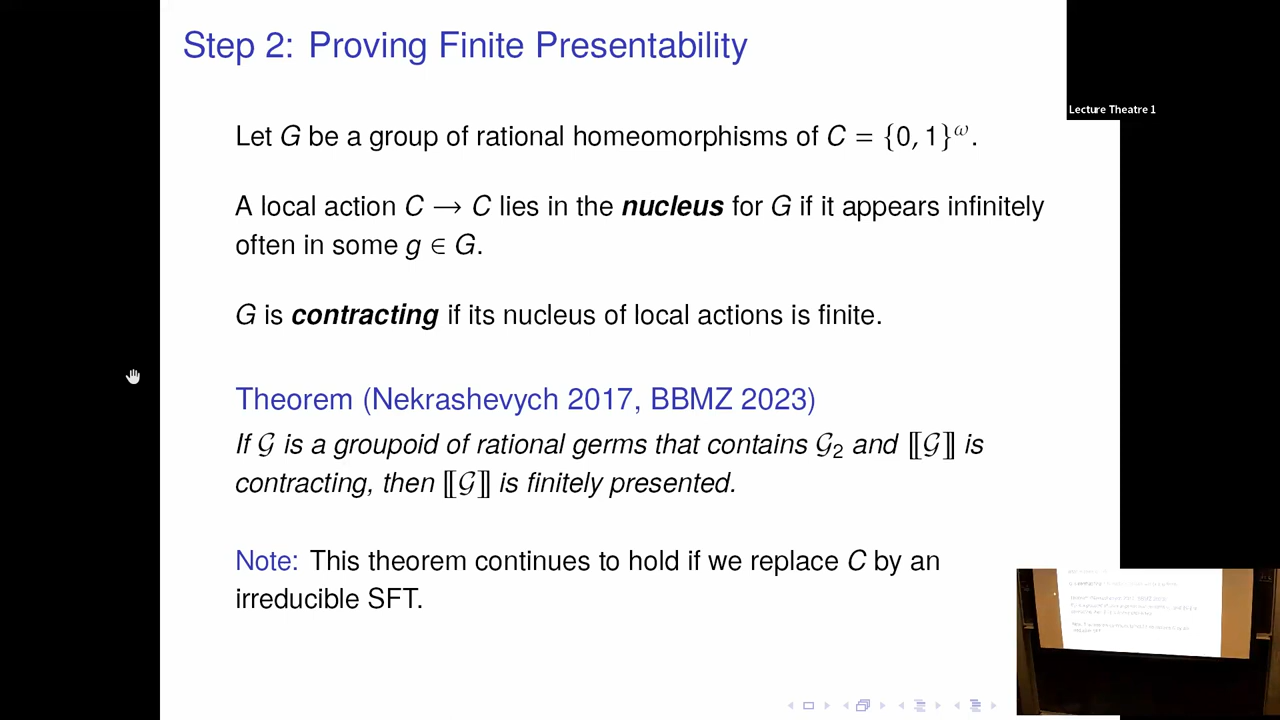 Step 2: Proving Finite Presentability
Lecture Theatre 1
Let G be a group of rational homeomorphisms of C = {0, 1}^ω.
A local action C → C lies in the nucleus for G if it appears infinitely
often in some g ∈ G.
G is contracting if its nucleus of local actions is finite.
Theorem (Nekrashevych 2017, BBMZ 2023)
If 𝒢 is a groupoid of rational germs that contains 𝒢₂ and ⟦𝒢⟧ is
contracting, then ⟦𝒢⟧ is finitely presented.
Note: This theorem continues to hold if we replace C by an
irreducible SFT.